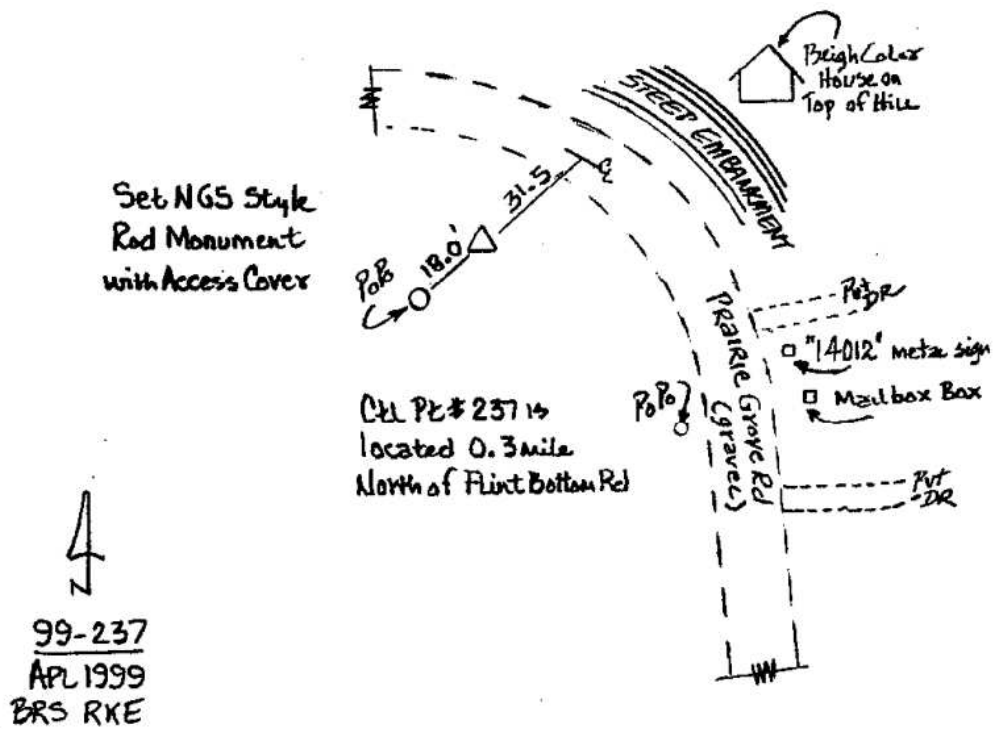 Beigh Color
House on
Top of Hill
STEEP EMBANKMENT
Set NGS Style
Rod Monument
with Access Cover
31.5
℄
18.0'
PoPo
Pvt
DR
"14012" metal sign
Mailbox Box
PRAIRIE Grove Rd
(gravel)
PoPo
Ctl Pt # 237 is
located 0.3 mile
North of Flint Bottom Rd
Pvt
DR
N
99-237
APL 1999
BRS RKE